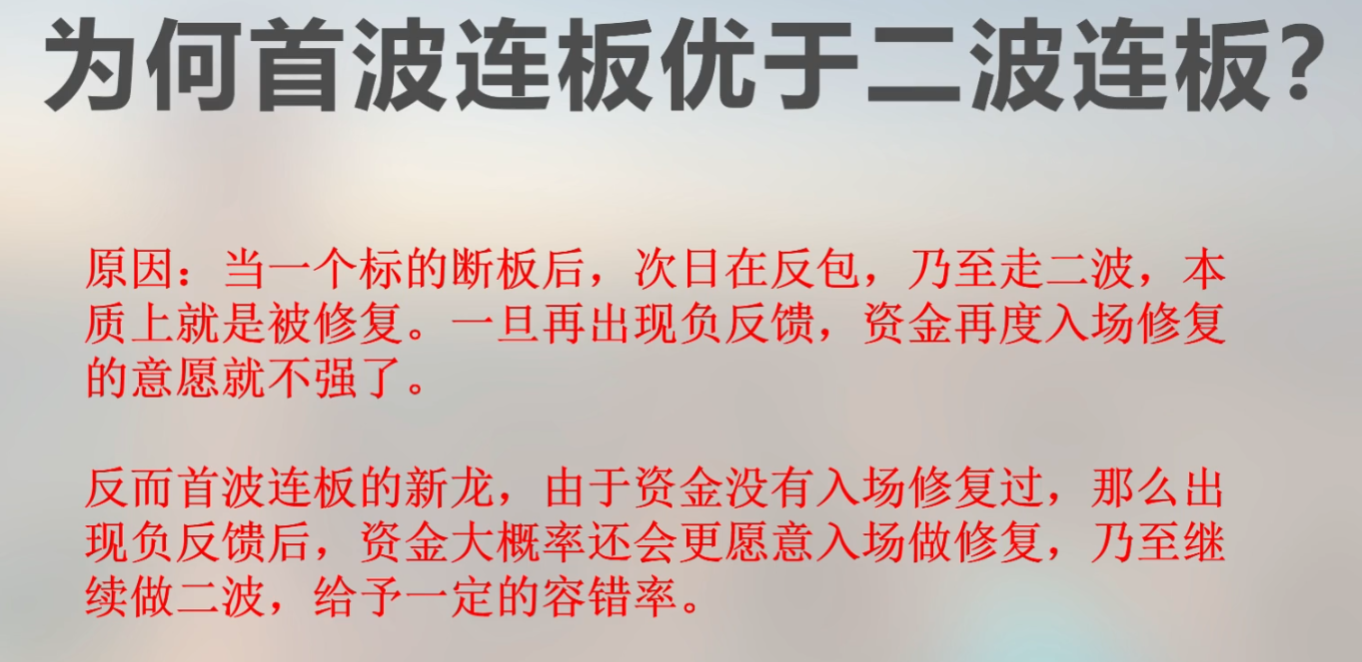 为何首波连板优于二波连板？
原因：当一个标的断板后，次日在反包，乃至走二波，本
质上就是被修复。一旦再出现负反馈，资金再度入场修复
的意愿就不强了。
反而首波连板的新龙，由于资金没有入场修复过，那么出
现负反馈后，资金大概率还会更愿意入场做修复，乃至继
续做二波，给予一定的容错率。